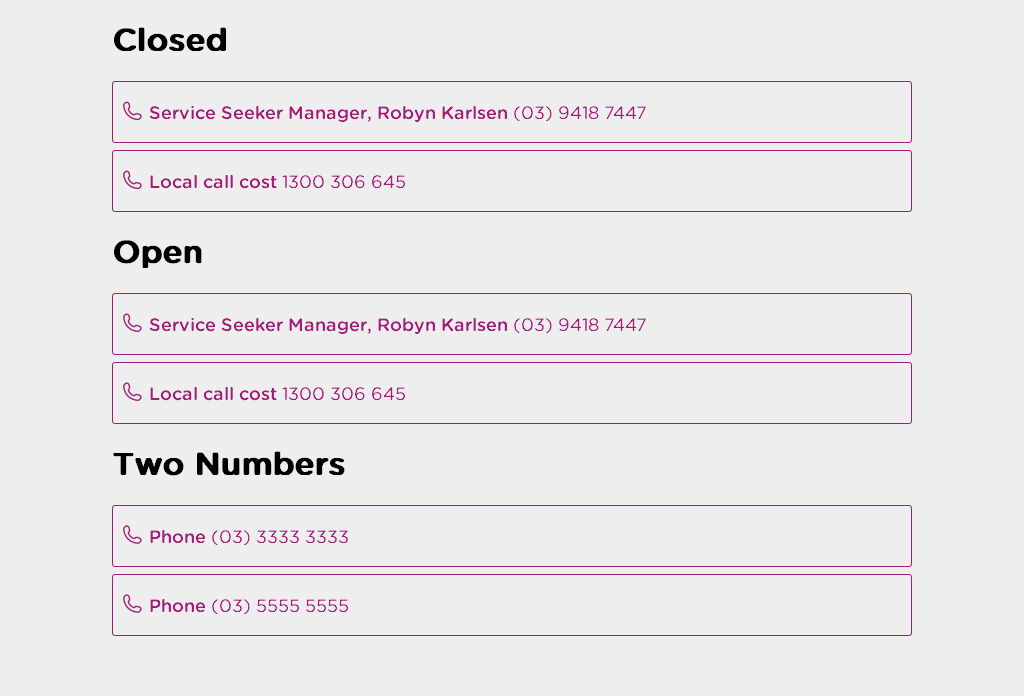 Closed
Service Seeker Manager, Robyn Karlsen (03) 9418 7447
Local call cost 1300 306 645
Open
Service Seeker Manager, Robyn Karlsen (03) 9418 7447
Local call cost 1300 306 645
Two Numbers
Phone (03) 3333 3333
Phone (03) 5555 5555